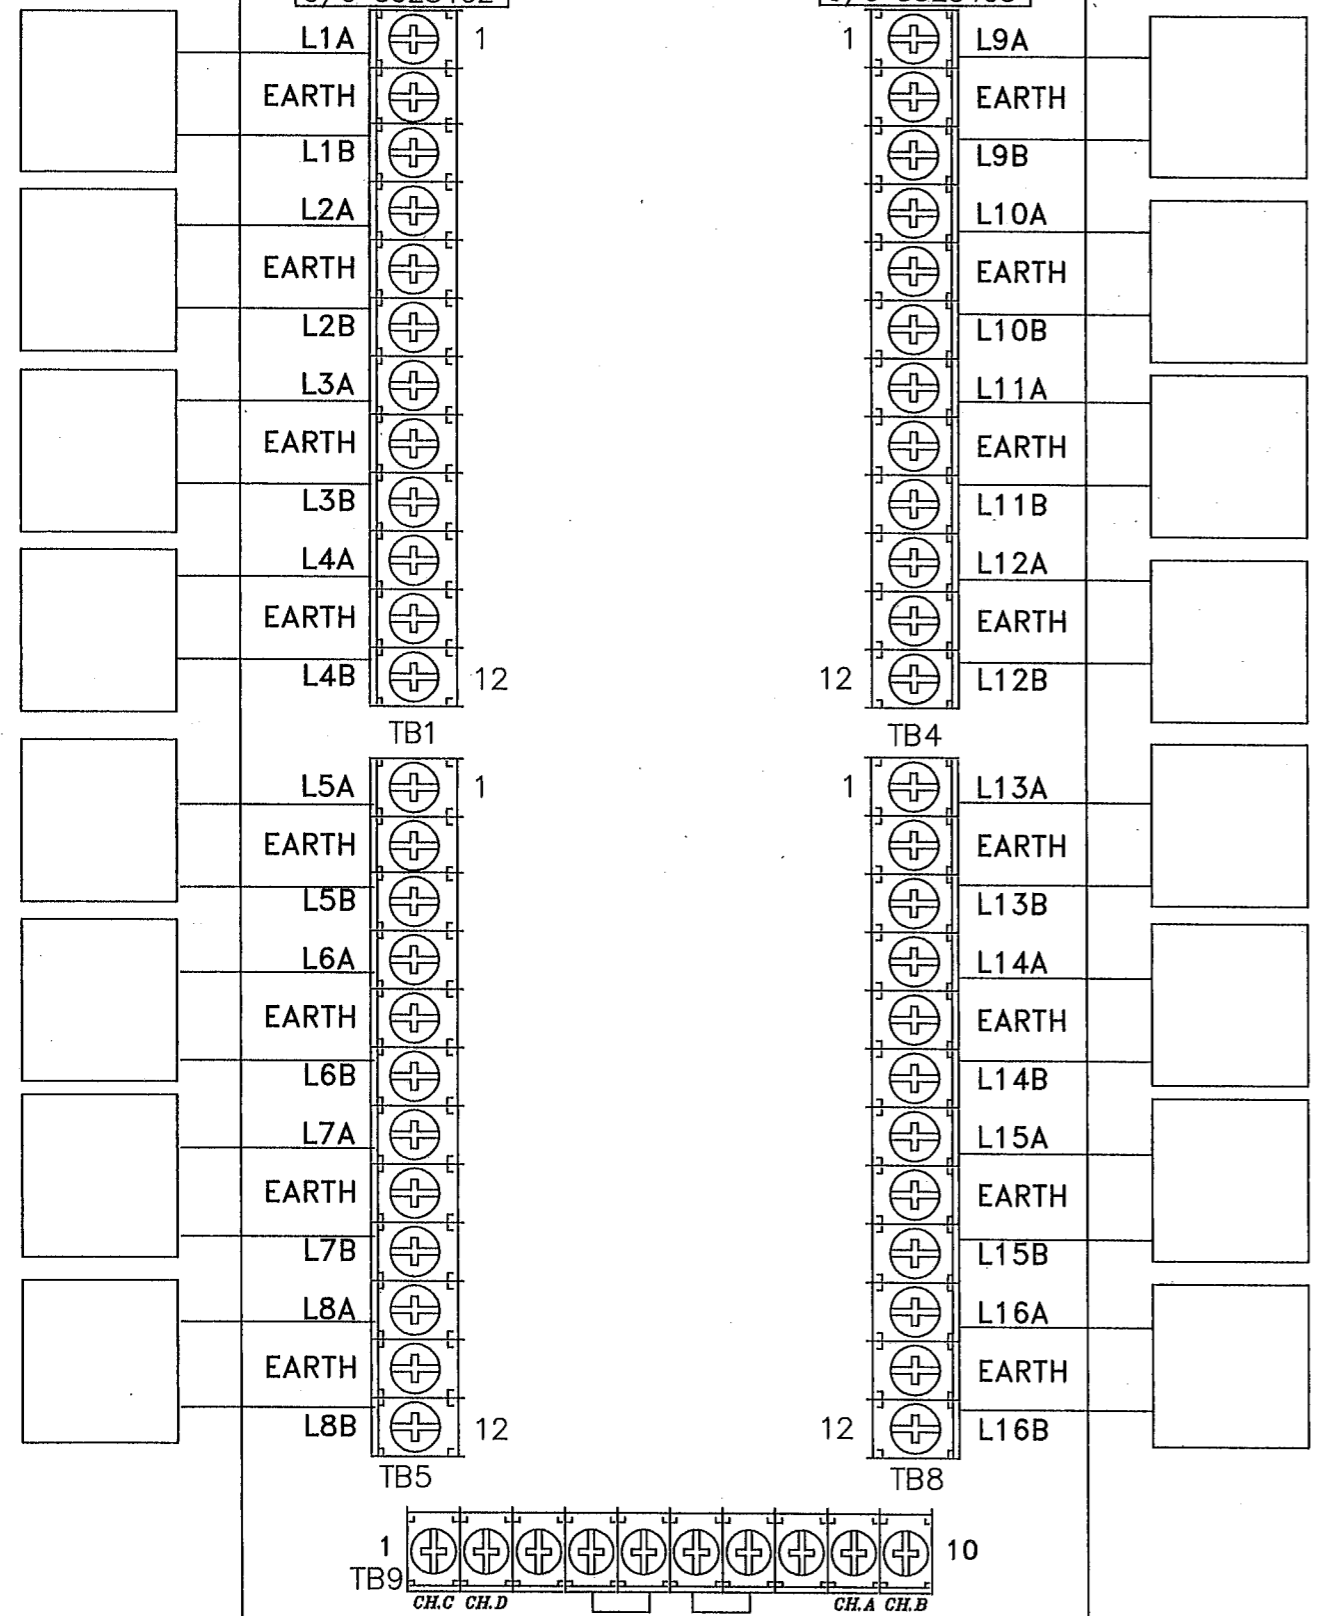 L1A 1 1 L9A
EARTH EARTH
L1B L9B
L2A L10A
EARTH EARTH
L2B L10B
L3A L11A
EARTH EARTH
L3B L11B
L4A L12A
EARTH EARTH
L4B 12 12 L12B
TB1 TB4
L5A 1 1 L13A
EARTH EARTH
L5B L13B
L6A L14A
EARTH EARTH
L6B L14B
L7A L15A
EARTH EARTH
L7B L15B
L8A L16A
EARTH EARTH
L8B 12 12 L16B
TB5 TB8
1 10
TB9
CH.C CH.D CH.A CH.B